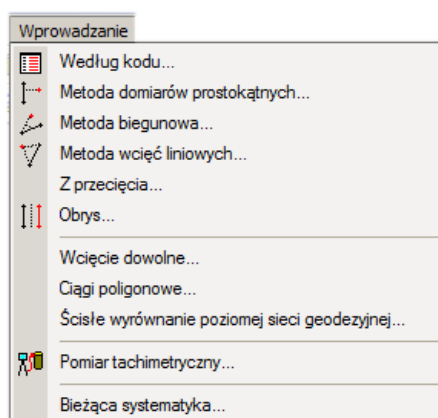 Wprowadzanie
Według kodu...
Metoda domiarów prostokątnych...
Metoda biegunowa...
Metoda wcięć liniowych...
Z przecięcia...
Obrys...
Wcięcie dowolne...
Ciągi poligonowe...
Ścisłe wyrównanie poziomej sieci geodezyjnej...
Pomiar tachimetryczny...
Bieżąca systematyka...